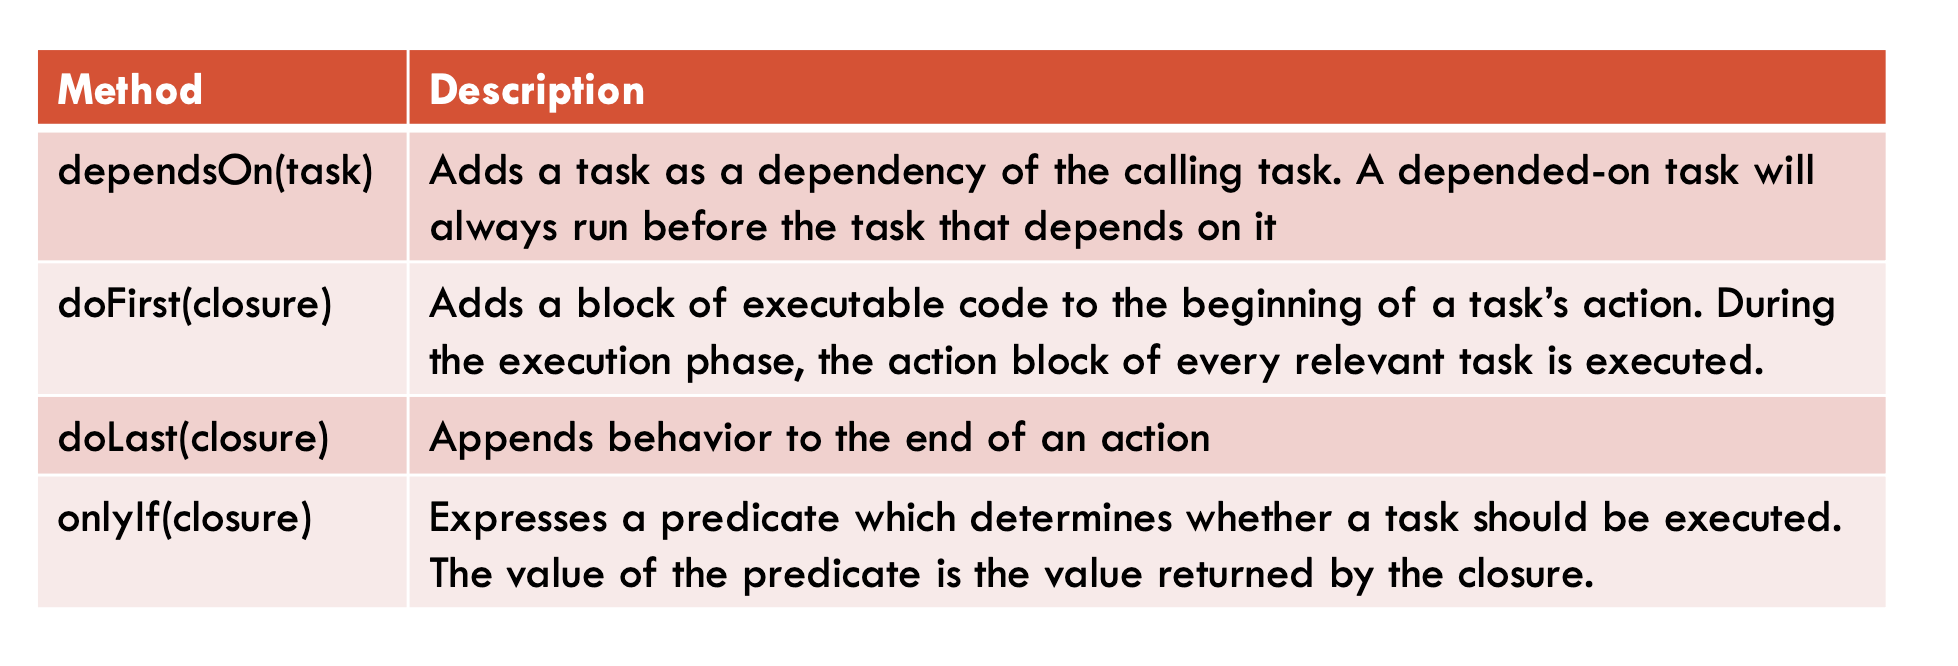 Method Description
dependsOn(task) Adds a task as a dependency of the calling task. A depended-on task will
always run before the task that depends on it
doFirst(closure) Adds a block of executable code to the beginning of a task’s action. During
the execution phase, the action block of every relevant task is executed.
doLast(closure) Appends behavior to the end of an action
onlyIf(closure) Expresses a predicate which determines whether a task should be executed.
The value of the predicate is the value returned by the closure.